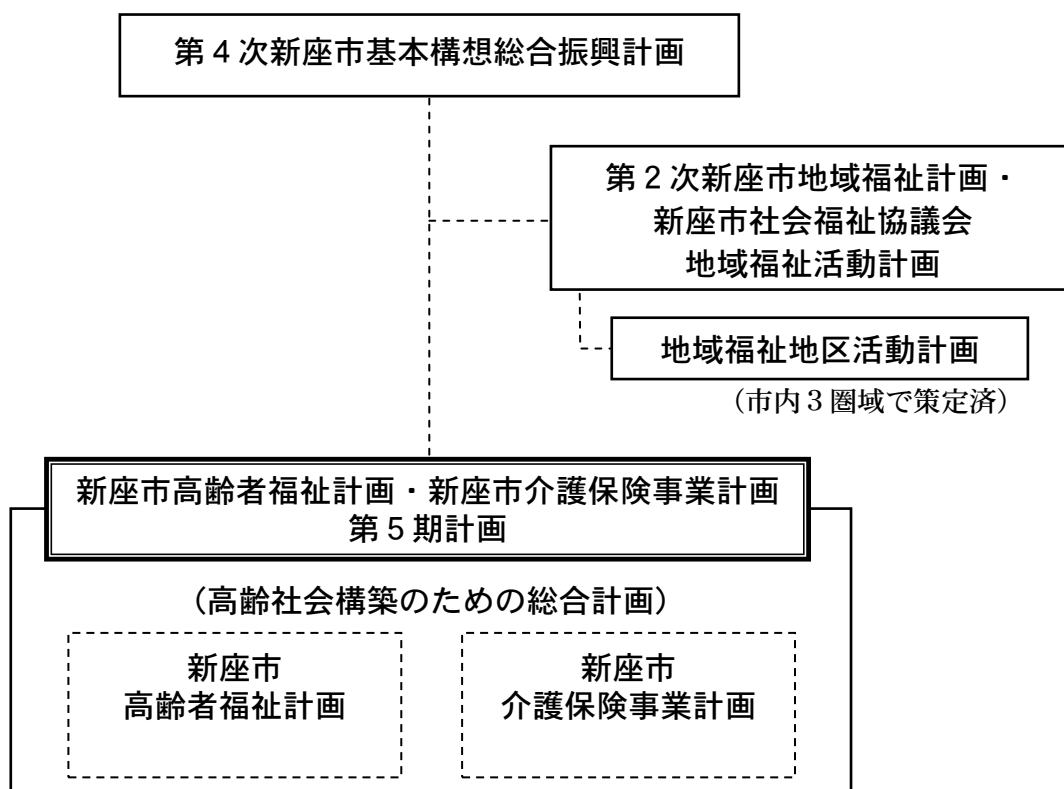 第4次新座市基本構想総合振興計画
第2次新座市地域福祉計画・
新座市社会福祉協議会
地域福祉活動計画
地域福祉地区活動計画
（市内3圏域で策定済）
新座市高齢者福祉計画・新座市介護保険事業計画
第5期計画
（高齢社会構築のための総合計画）
新座市
高齢者福祉計画
新座市
介護保険事業計画